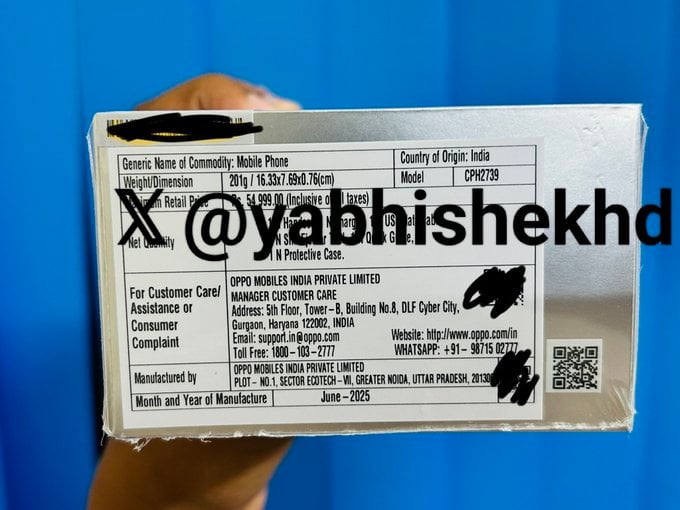 Generic Name of Commodity: Mobile Phone
Country of Origin: India
Weight/Dimension
201g / 16.33x7.69x0.76(cm)
Model
CPH2739
Retail
54,999.00 (Inclusive of all taxes)
𝕏 @yabhishekhd
Net Quantity
1 N Protective Case.
For Customer Care/
Assistance or
Consumer
Complaint
OPPO MOBILES INDIA PRIVATE LIMITED
MANAGER CUSTOMER CARE
Address: 5th Floor, Tower-B, Building No.8, DLF Cyber City,
Gurgaon, Haryana 122002, INDIA
Email: support.in@oppo.com
Website: http://www.oppo.com/in
Toll Free: 1800-103-2777
WHATSAPP: +91- 98715 02777
Manufactured by
OPPO MOBILES INDIA PRIVATE LIMITED
PLOT- NO.1, SECTOR ECOTECH-VII, GREATER NOIDA, UTTAR PRADESH,
Month and Year of Manufacture
June-2025